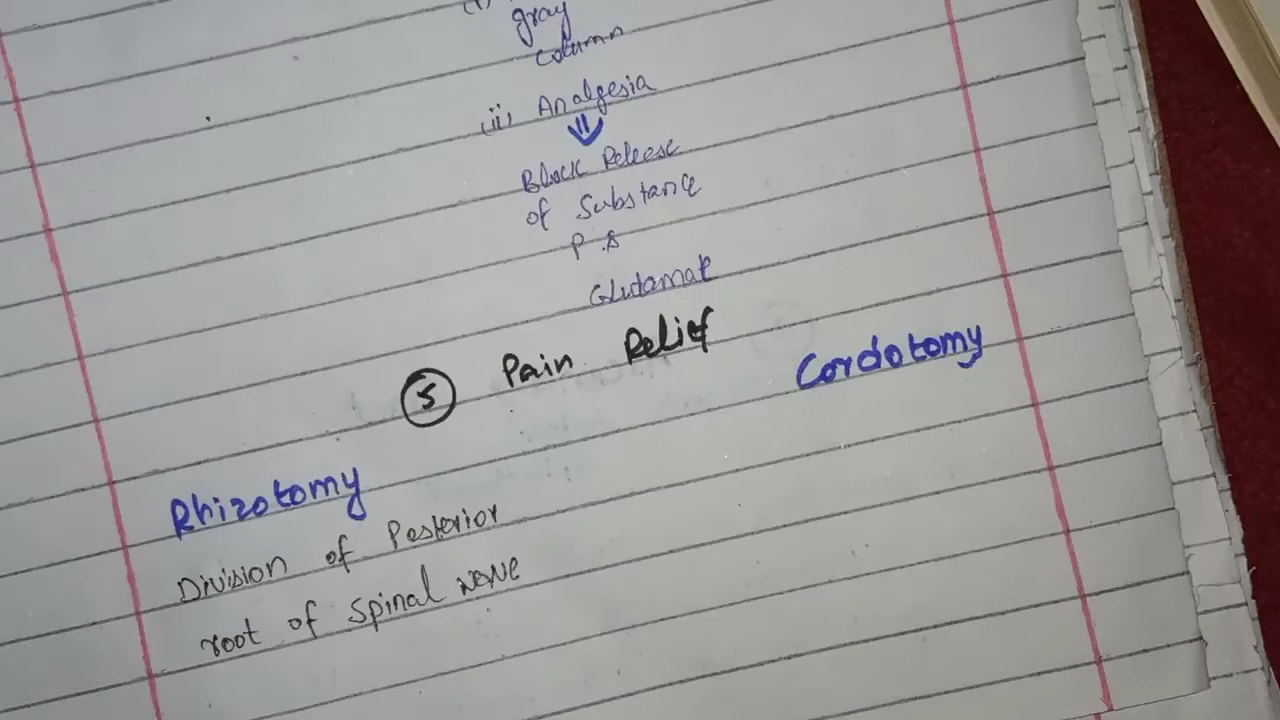 gray
column
(ii) Analgesia
⇓
Block Release
of Substance
P &
Glutamate
⑤ Pain Relief
Cordotomy
Rhizotomy
Division of Posterior
root of spinal nerve